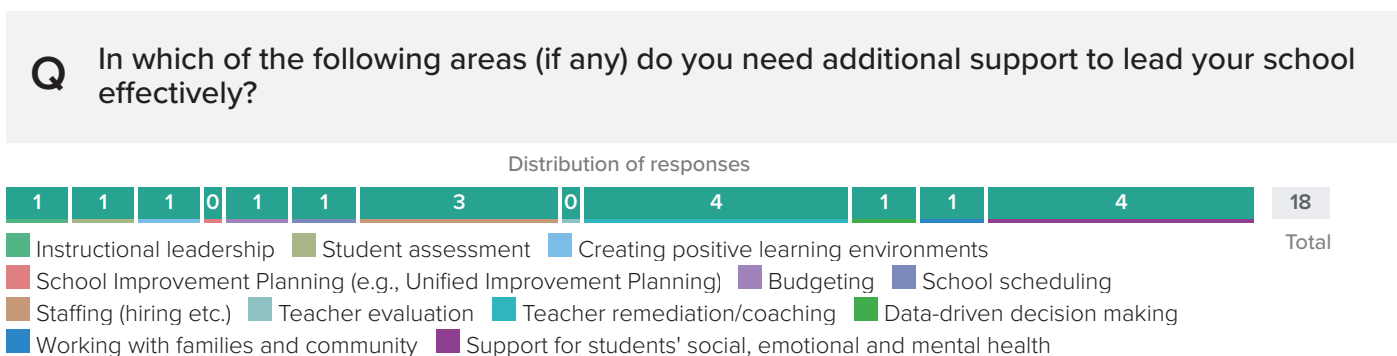 Q
In which of the following areas (if any) do you need additional support to lead your school
effectively?
Distribution of responses
1 1 1 0 1 1 3 0 4 1 1 4 18
Total
Instructional leadership Student assessment Creating positive learning environments
School Improvement Planning (e.g., Unified Improvement Planning) Budgeting School scheduling
Staffing (hiring etc.) Teacher evaluation Teacher remediation/coaching Data-driven decision making
Working with families and community Support for students' social, emotional and mental health